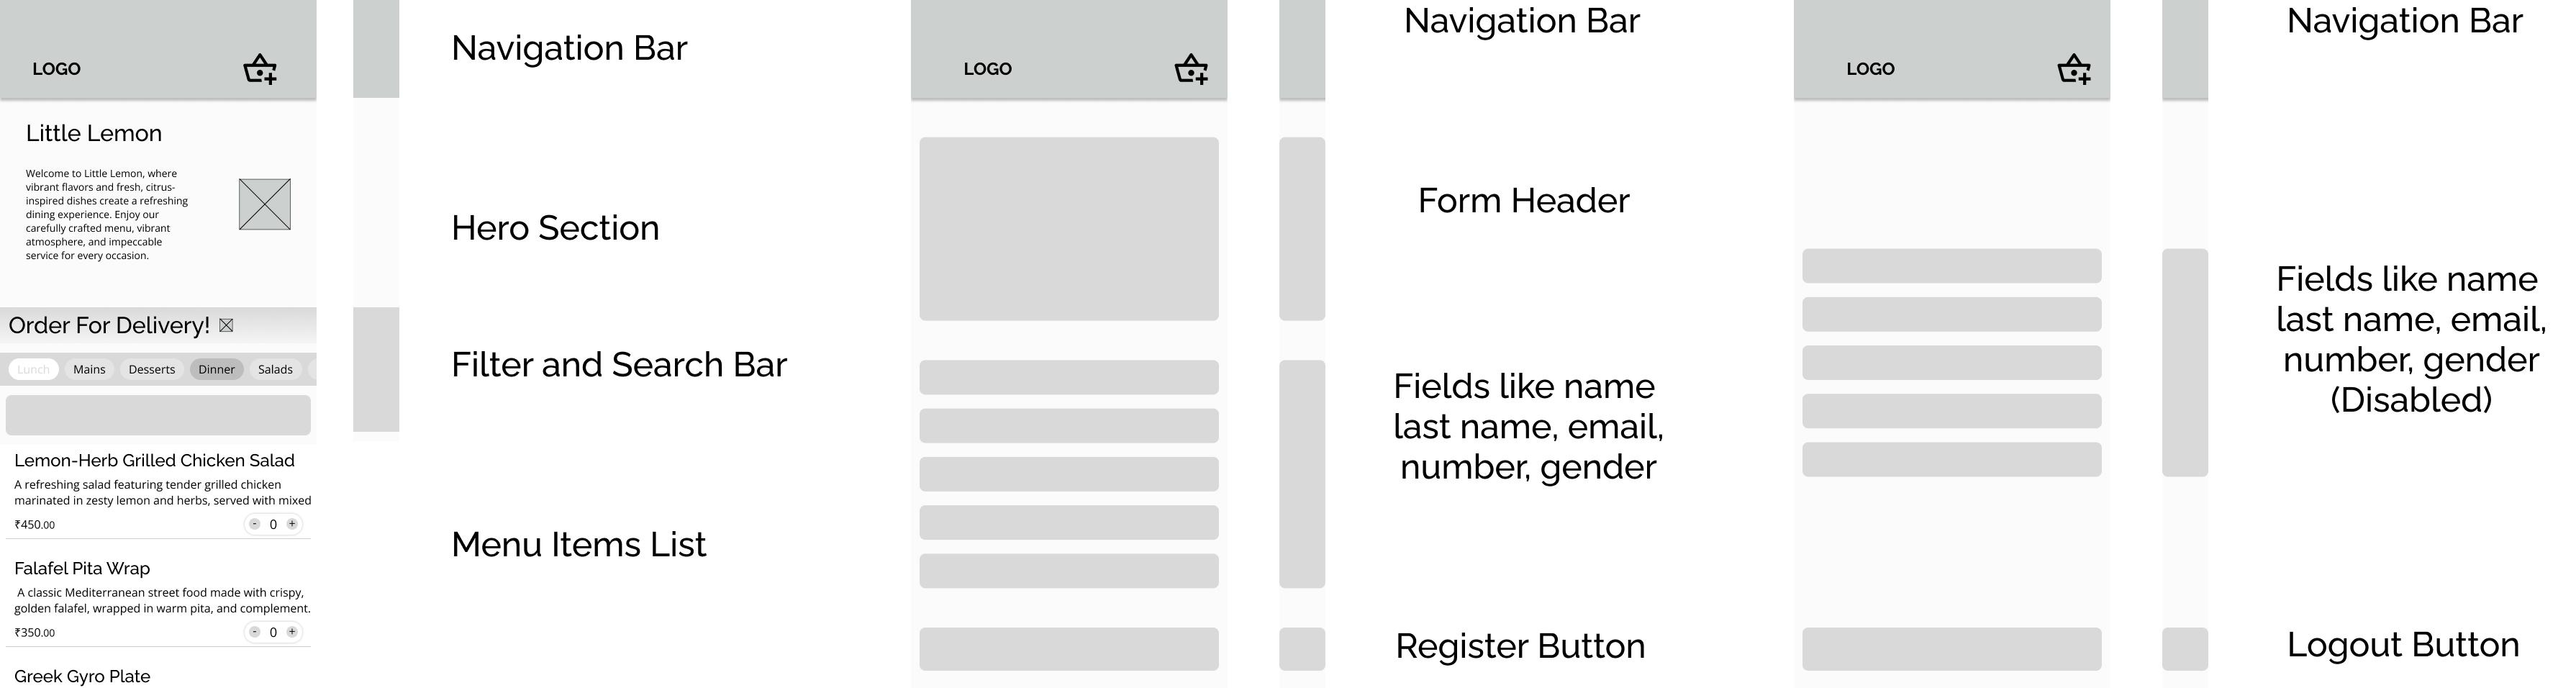 LOGO
Little Lemon
Welcome to Little Lemon, where
vibrant flavors and fresh, citrus-
inspired dishes create a refreshing
dining experience. Enjoy our
carefully crafted menu, vibrant
atmosphere, and impeccable
service for every occasion.
Order For Delivery!
Lunch Mains Desserts Dinner Salads
Lemon-Herb Grilled Chicken Salad
A refreshing salad featuring tender grilled chicken
marinated in zesty lemon and herbs, served with mixed
₹450.00 - 0 +
Falafel Pita Wrap
A classic Mediterranean street food made with crispy,
golden falafel, wrapped in warm pita, and complement.
₹350.00 - 0 +
Greek Gyro Plate
Navigation Bar
Hero Section
Filter and Search Bar
Menu Items List
LOGO
Navigation Bar
Form Header
Fields like name
last name, email,
number, gender
Register Button
LOGO
Navigation Bar
Fields like name
last name, email,
number, gender
(Disabled)
Logout Button